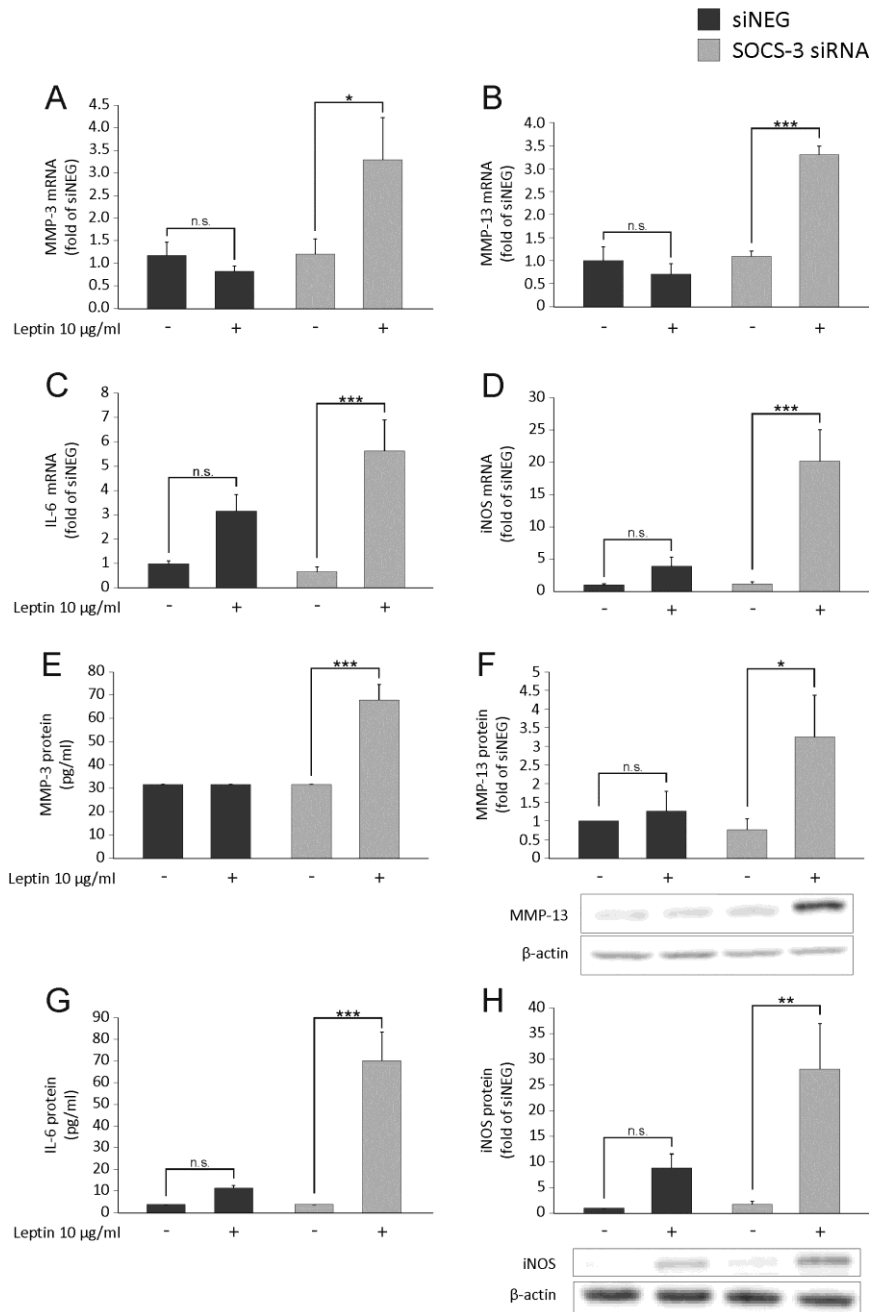 siNEG
SOCS-3 siRNA
A
MMP-3 mRNA
(fold of siNEG)
4.5
4.0
3.5
3.0
2.5
2.0
1.5
1.0
0.5
0.0
n.s.
*
Leptin 10 µg/ml - + - +
B
MMP-13 mRNA
(fold of siNEG)
4.0
3.5
3.0
2.5
2.0
1.5
1.0
0.5
0
n.s.
***
- + - +
C
IL-6 mRNA
(fold of siNEG)
8
7
6
5
4
3
2
1
0
n.s.
***
Leptin 10 µg/ml - + - +
D
iNOS mRNA
(fold of siNEG)
30
25
20
15
10
5
0
n.s.
***
- + - +
E
MMP-3 protein
(pg/ml)
80
70
60
50
40
30
20
10
0
***
Leptin 10 µg/ml - + - +
F
MMP-13 protein
(fold of siNEG)
5
4.5
4
3.5
3
2.5
2
1.5
1
0.5
0
n.s.
*
- + - +
MMP-13
β-actin
G
IL-6 protein
(pg/ml)
90
80
70
60
50
40
30
20
10
0
n.s.
***
Leptin 10 µg/ml - + - +
H
iNOS protein
(fold of siNEG)
40
35
30
25
20
15
10
5
0
n.s.
**
- + - +
iNOS
β-actin